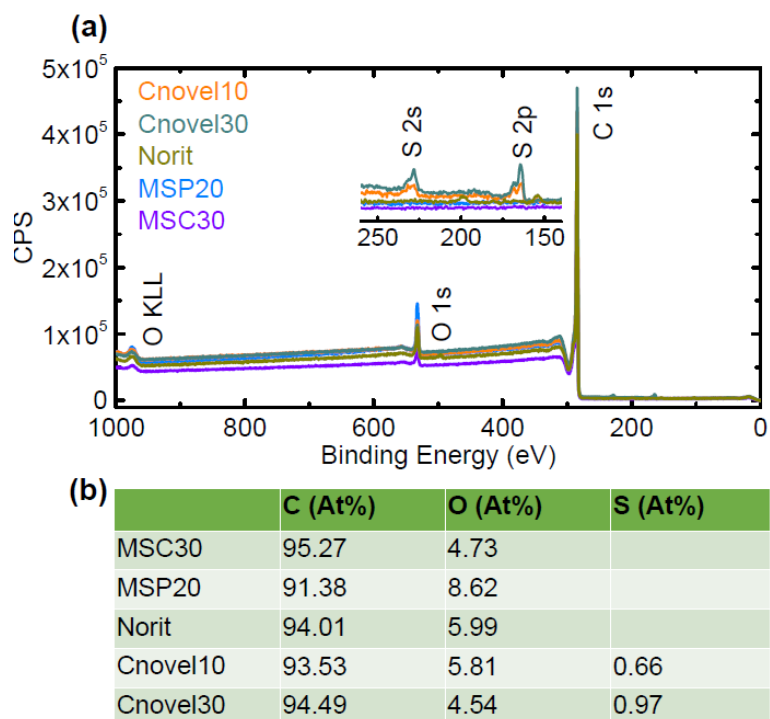 (a)
5x10⁵
4x10⁵
3x10⁵
2x10⁵
1x10⁵
0
CPS
Cnovel10
Cnovel30
Norit
MSP20
MSC30
S 2s
S 2p
C 1s
250 200 150
O KLL
O 1s
1000 800 600 400 200 0
Binding Energy (eV)
(b)
C (At%) O (At%) S (At%)
MSC30 95.27 4.73
MSP20 91.38 8.62
Norit 94.01 5.99
Cnovel10 93.53 5.81 0.66
Cnovel30 94.49 4.54 0.97